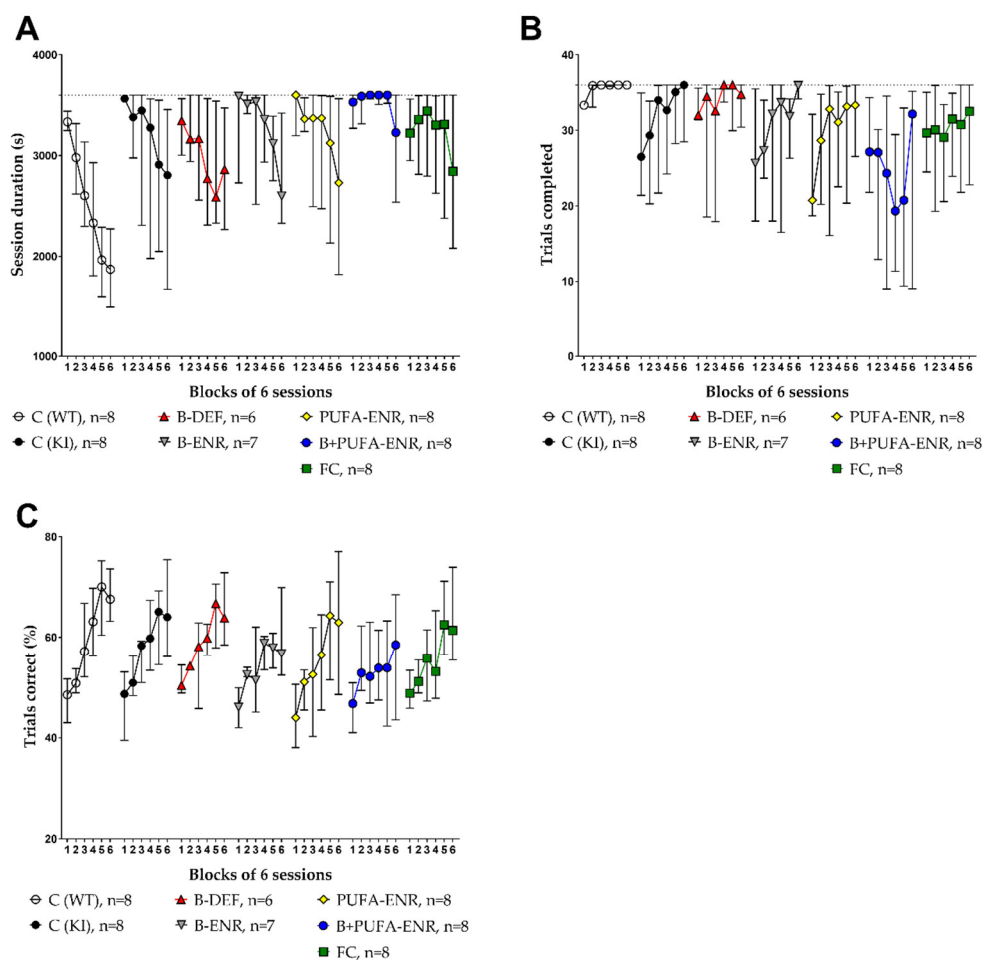 A
Session duration (s)
4000
3000
2000
1000
1 2 3 4 5 6 1 2 3 4 5 6 1 2 3 4 5 6 1 2 3 4 5 6 1 2 3 4 5 6 1 2 3 4 5 6 1 2 3 4 5 6
Blocks of 6 sessions
C (WT), n=8 B-DEF, n=6 PUFA-ENR, n=8
C (KI), n=8 B-ENR, n=7 B+PUFA-ENR, n=8
FC, n=8
B
Trials completed
40
30
20
10
0
1 2 3 4 5 6 1 2 3 4 5 6 1 2 3 4 5 6 1 2 3 4 5 6 1 2 3 4 5 6 1 2 3 4 5 6 1 2 3 4 5 6
Blocks of 6 sessions
C (WT), n=8 B-DEF, n=6 PUFA-ENR, n=8
C (KI), n=8 B-ENR, n=7 B+PUFA-ENR, n=8
FC, n=8
C
Trials correct (%)
80
60
40
20
1 2 3 4 5 6 1 2 3 4 5 6 1 2 3 4 5 6 1 2 3 4 5 6 1 2 3 4 5 6 1 2 3 4 5 6 1 2 3 4 5 6
Blocks of 6 sessions
C (WT), n=8 B-DEF, n=6 PUFA-ENR, n=8
C (KI), n=8 B-ENR, n=7 B+PUFA-ENR, n=8
FC, n=8